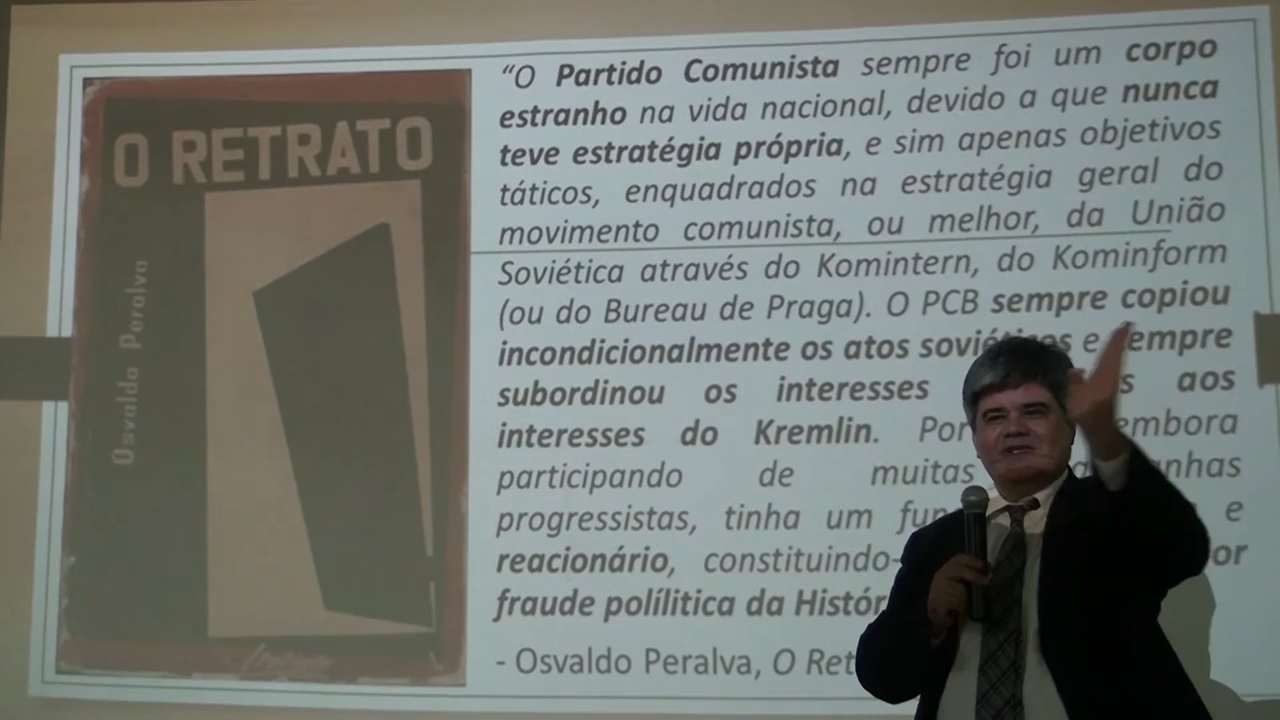 O RETRATO
Osvaldo Peralva
“O Partido Comunista sempre foi um corpo
estranho na vida nacional, devido a que nunca
teve estratégia própria, e sim apenas objetivos
táticos, enquadrados na estratégia geral do
movimento comunista, ou melhor, da União
Soviética através do Komintern, do Kominform
(ou do Bureau de Praga). O PCB sempre copiou
incondicionalmente os atos soviéticos e sempre
subordinou os interesses aos
interesses do Kremlin. embora
participando de muitas
progressistas, tinha um e
reacionário,
fraude polílitica da
- Osvaldo Peralva, O